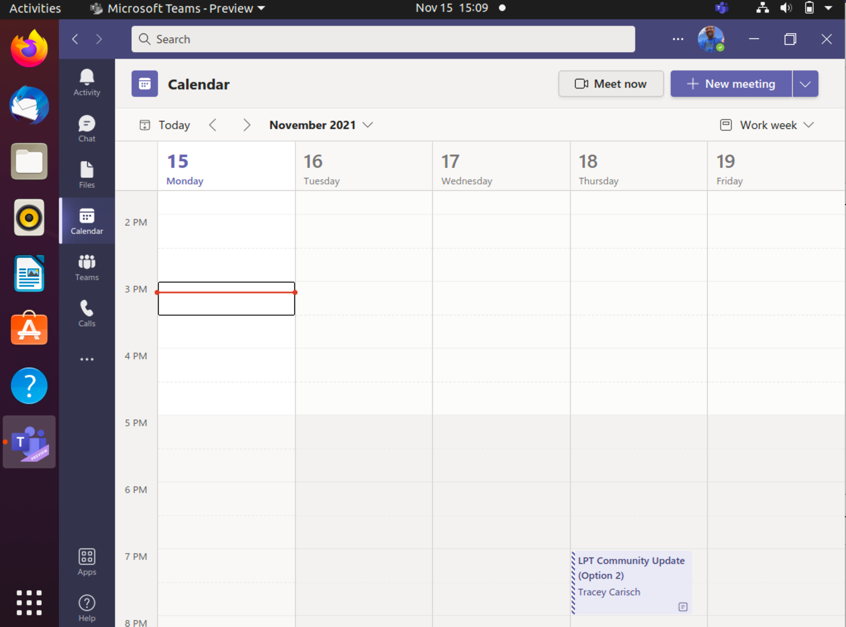 Activities
Microsoft Teams - Preview
Nov 15 15:09
Search
Activity
Chat
Files
Calendar
Teams
Calls
Apps
Help
Calendar
Meet now
New meeting
Today
November 2021
Work week
15
Monday
16
Tuesday
17
Wednesday
18
Thursday
19
Friday
2 PM
3 PM
4 PM
5 PM
6 PM
7 PM
8 PM
LPT Community Update
(Option 2)
Tracey Carisch
T
PREVIEW